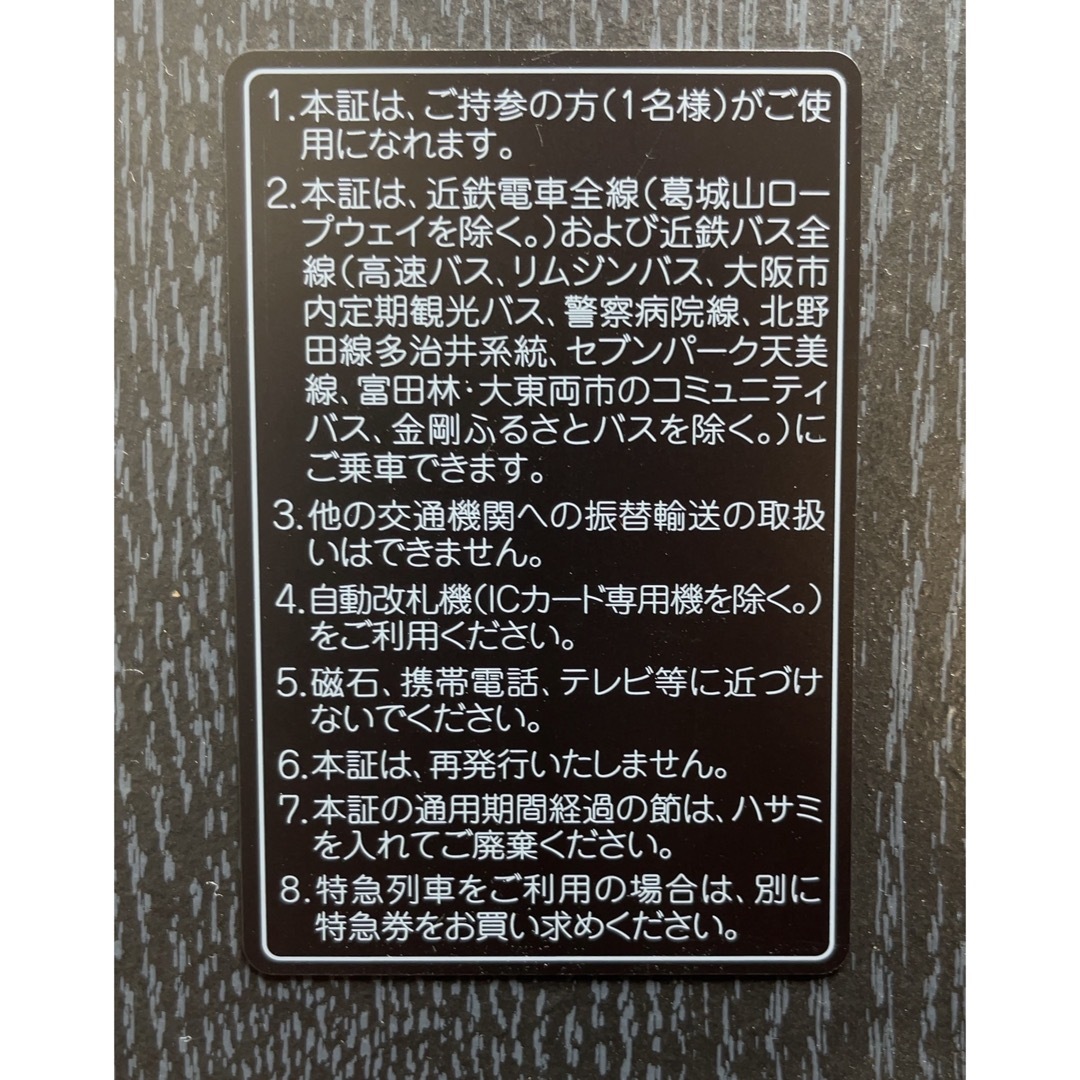 1.本証は、ご持参の方(1名様)がご使
用になれます。
2.本証は、近鉄電車全線(葛城山ロー
プウェイを除く。)および近鉄バス全
線(高速バス、リムジンバス、大阪市
内定期観光バス、警察病院線、北野
田線多治井系統、セブンパーク天美
線、富田林・大東両市のコミュニティ
バス、金剛ふるさとバスを除く。)に
ご乗車できます。
3.他の交通機関への振替輸送の取扱
いはできません。
4.自動改札機(ICカード専用機を除く。)
をご利用ください。
5.磁石、携帯電話、テレビ等に近づけ
ないでください。
6.本証は、再発行いたしません。
7.本証の通用期間経過の節は、ハサミ
を入れてご廃棄ください。
8.特急列車をご利用の場合は、別に
特急券をお買い求めください。